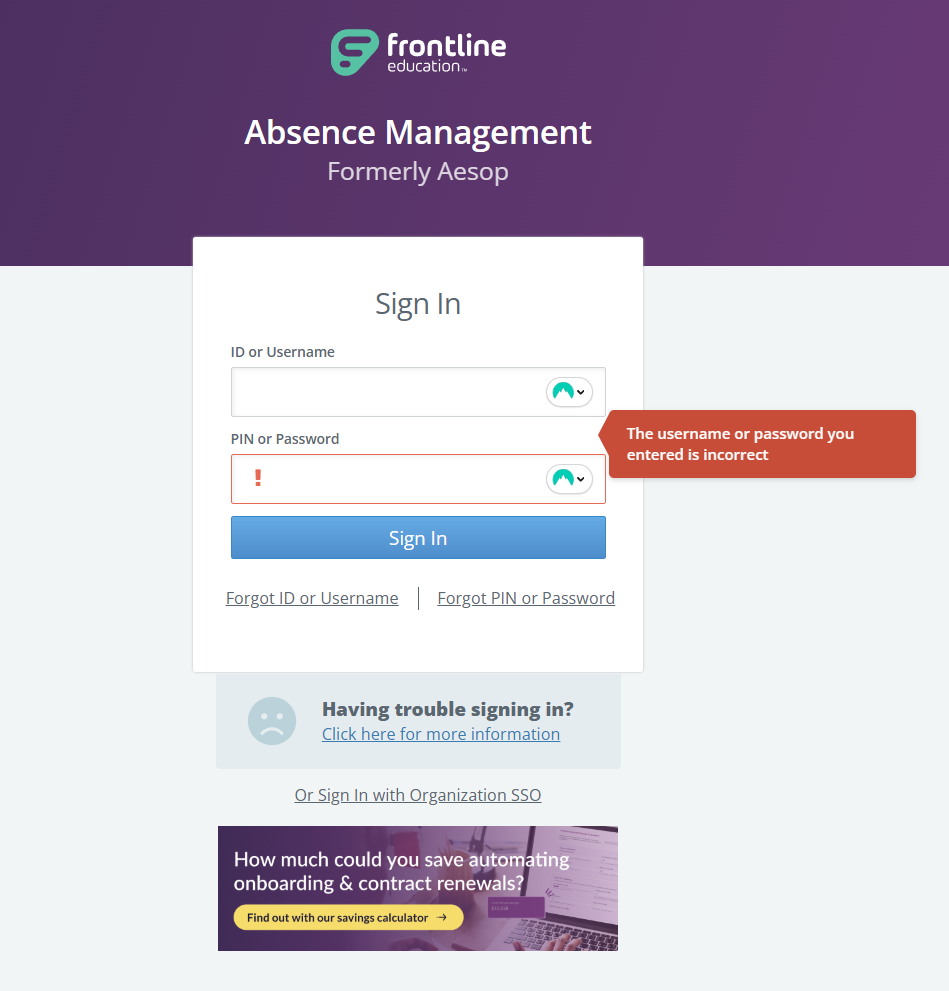 frontline
education™
Absence Management
Formerly Aesop
Sign In
ID or Username
The username or password you
entered is incorrect
PIN or Password
!
Sign In
Forgot ID or Username
Forgot PIN or Password
Having trouble signing in?
Click here for more information
Or Sign In with Organization SSO
How much could you save automating
onboarding & contract renewals?
Find out with our savings calculator →